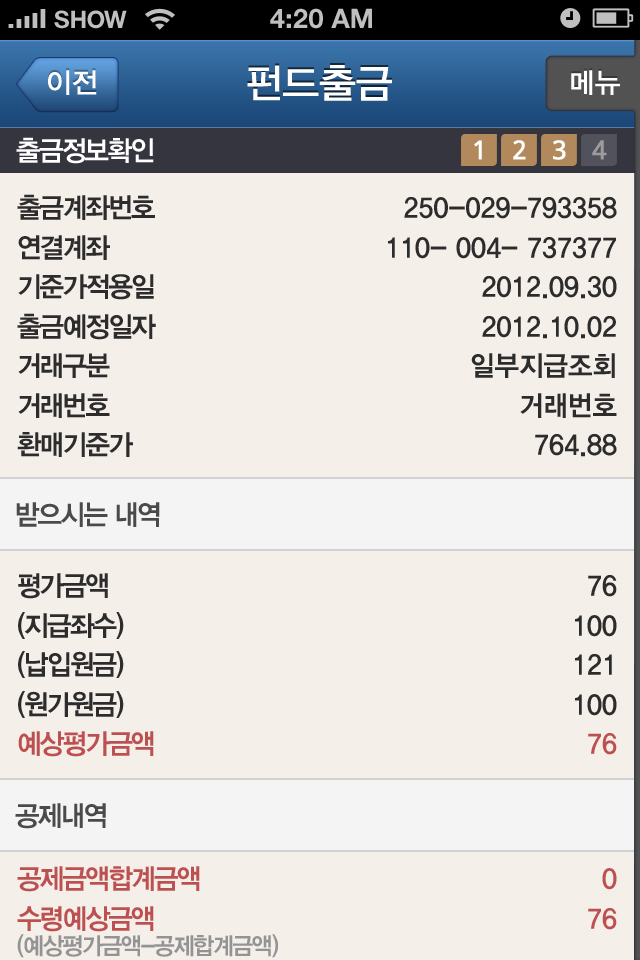 SHOW 4:20 AM
이전 펀드출금 메뉴
출금정보확인 1 2 3 4
출금계좌번호 250-029-793358
연결계좌 110- 004- 737377
기준가적용일 2012.09.30
출금예정일자 2012.10.02
거래구분 일부지급조회
거래번호 거래번호
환매기준가 764.88
받으시는 내역
평가금액 76
(지급좌수) 100
(납입원금) 121
(원가원금) 100
예상평가금액 76
공제내역
공제금액합계금액 0
수령예상금액 76
(예상평가금액-공제합계금액)